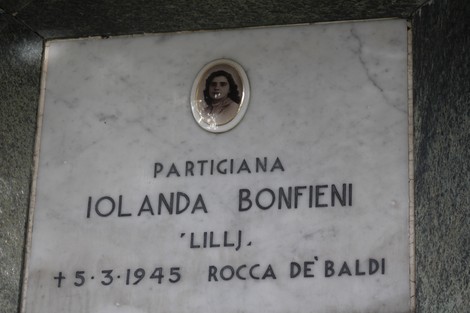 PARTIGIANA
IOLANDA BONFIENI
'LILLJ.
+ 5·3·1945 ROCCA DE' BALDI